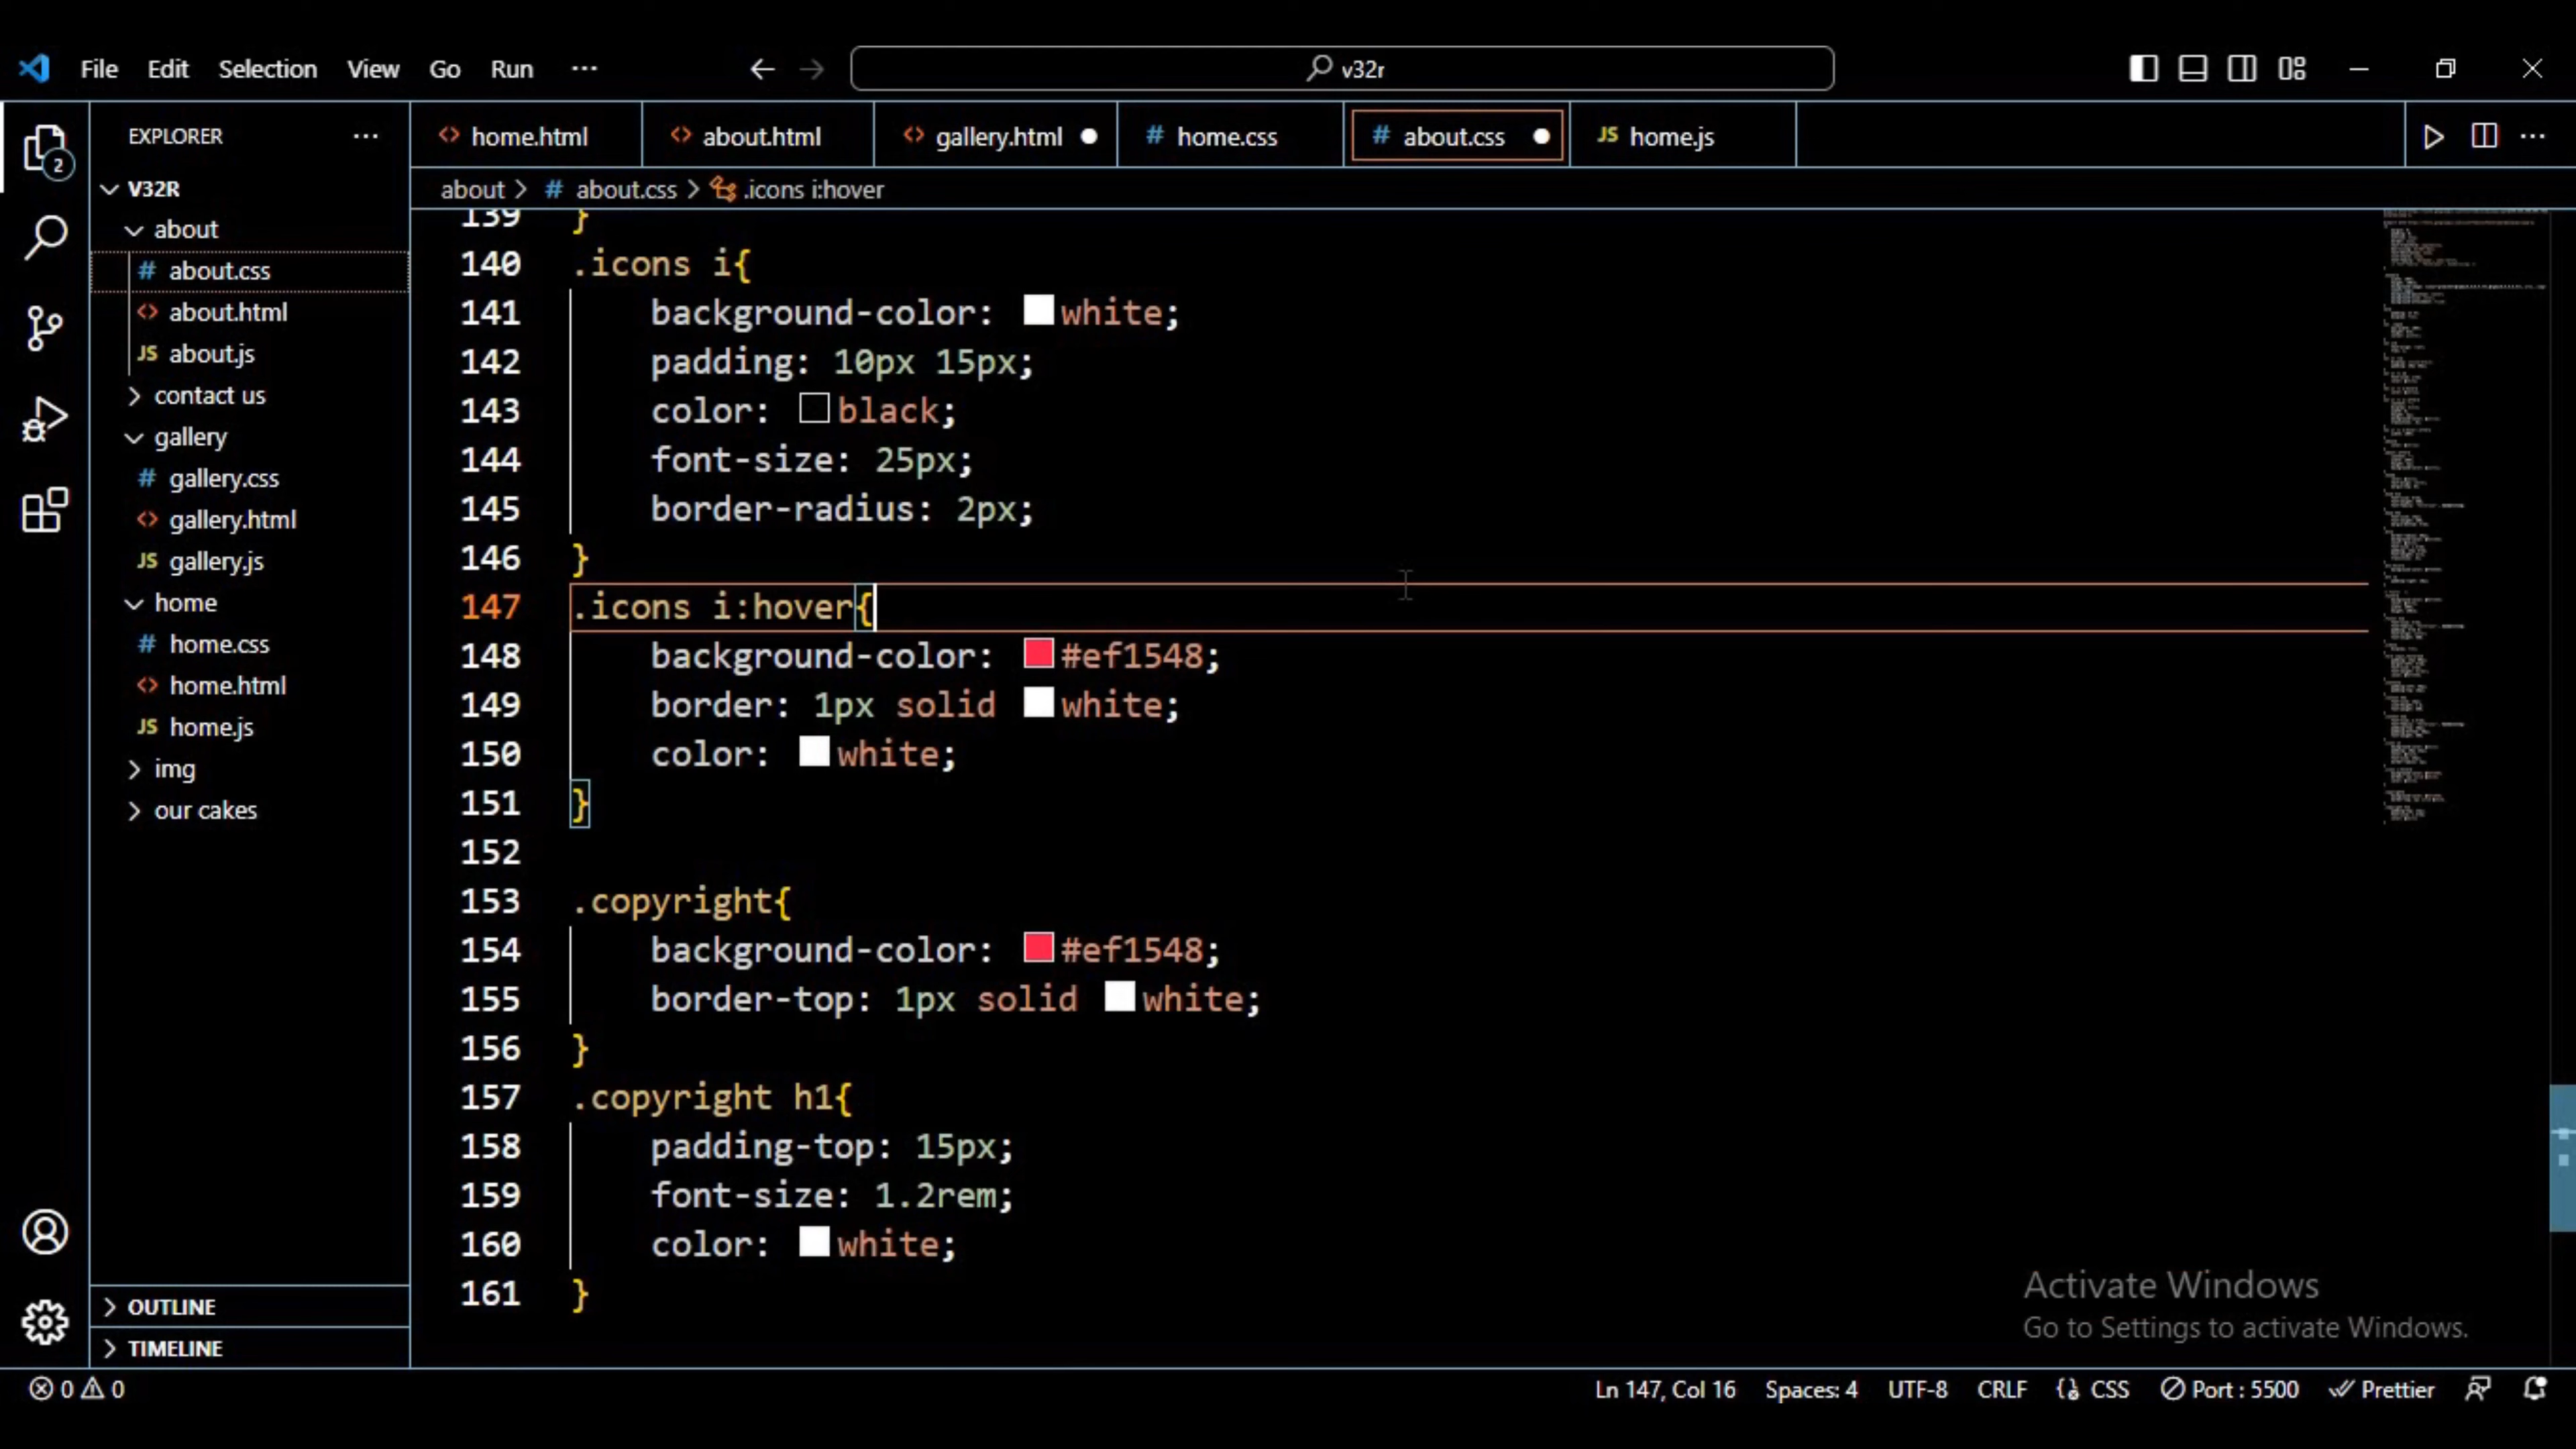 File Edit Selection View Go Run ··· v32r
EXPLORER ···
V32R
about
# about.css
<> about.html
JS about.js
contact us
gallery
# gallery.css
<> gallery.html
JS gallery.js
home
# home.css
<> home.html
JS home.js
img
our cakes
OUTLINE
TIMELINE
2
<> home.html <> about.html <> gallery.html # home.css # about.css JS home.js
about > # about.css > .icons i:hover
139 }
140 .icons i{
141 background-color: white;
142 padding: 10px 15px;
143 color: black;
144 font-size: 25px;
145 border-radius: 2px;
146 }
147 .icons i:hover{
148 background-color: #ef1548;
149 border: 1px solid white;
150 color: white;
151 }
152
153 .copyright{
154 background-color: #ef1548;
155 border-top: 1px solid white;
156 }
157 .copyright h1{
158 padding-top: 15px;
159 font-size: 1.2rem;
160 color: white;
161 }
Activate Windows
Go to Settings to activate Windows.
0 0 Ln 147, Col 16 Spaces: 4 UTF-8 CRLF CSS Port : 5500 Prettier